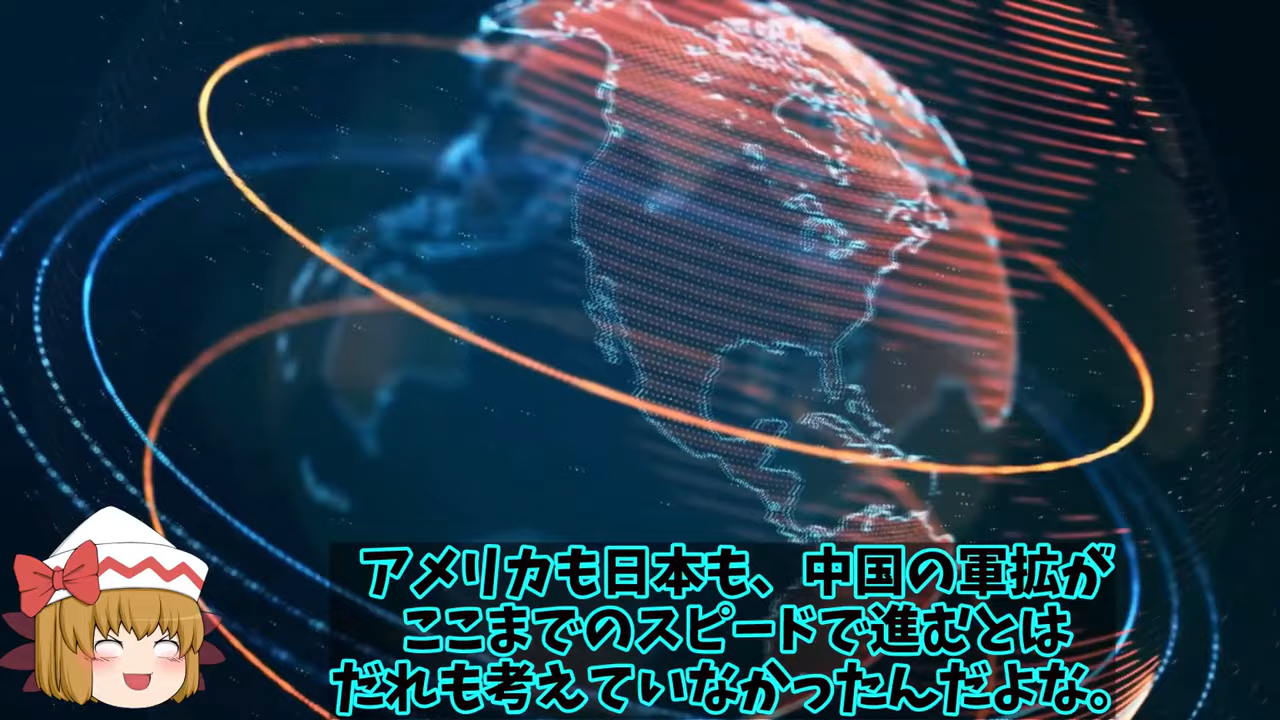 アメリカも日本も、中国の軍拡が
ここまでのスピードで進むとは
だれも考えていなかったんだよな。